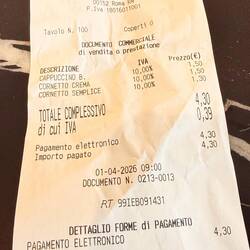 00152 Roma RM
P.Iva 18016011001
Tavolo N. 100 Coperti 0
DOCUMENTO COMMERCIALE
di vendita o prestazione
DESCRIZIONE IVA Prezzo(€)
CAPPUCCINO B. 10,00% 1,50
CORNETTO CREMA 10,00% 1,50
CORNETTO SEMPLICE 10,00% 1,30
TOTALE COMPLESSIVO 4,30
di cui IVA 0,39
Pagamento elettronico 4,30
Importo pagato 4,30
01-04-2026 09:00
DOCUMENTO N. 0213-0013
RT 99IEB091431
DETTAGLIO FORME di PAGAMENTO
PAGAMENTO ELETTRONICO 4,30